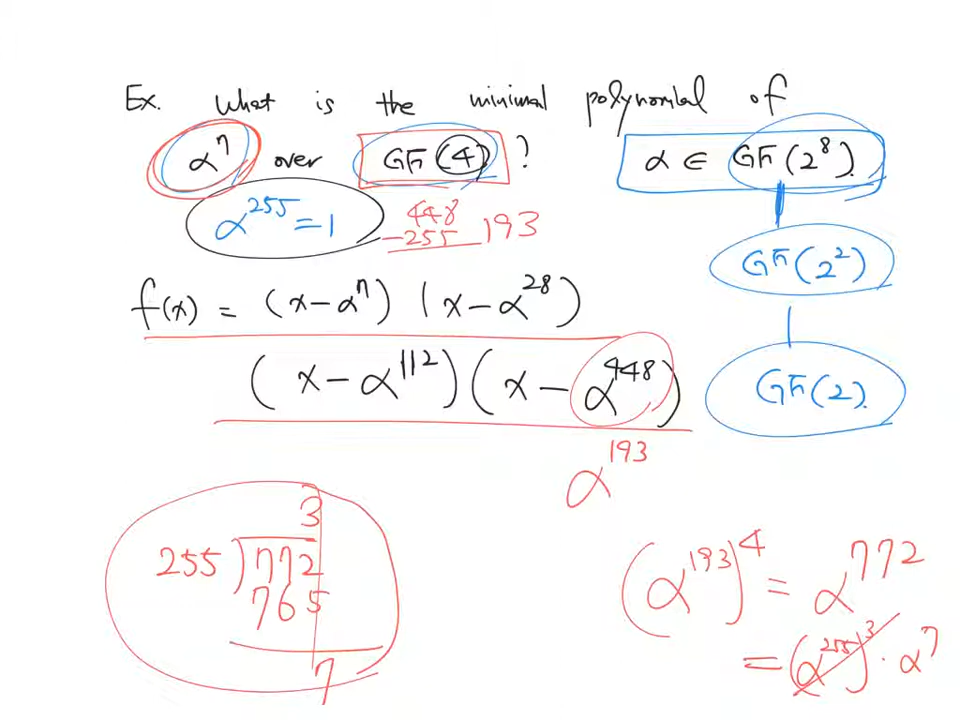 Ex. What is the minimal polynomial of
α^7 over GF(4)? α ∈ GF(2^8).
α^255 = 1
448
-255 193
GF(2^2)
f(x) = (x-α^7) (x-α^28)
(x-α^112)(x-α^448)
GF(2).
α^193
3
255)772
765
7
(α^193)^4 = α^772
= (α^255)^3 · α^7